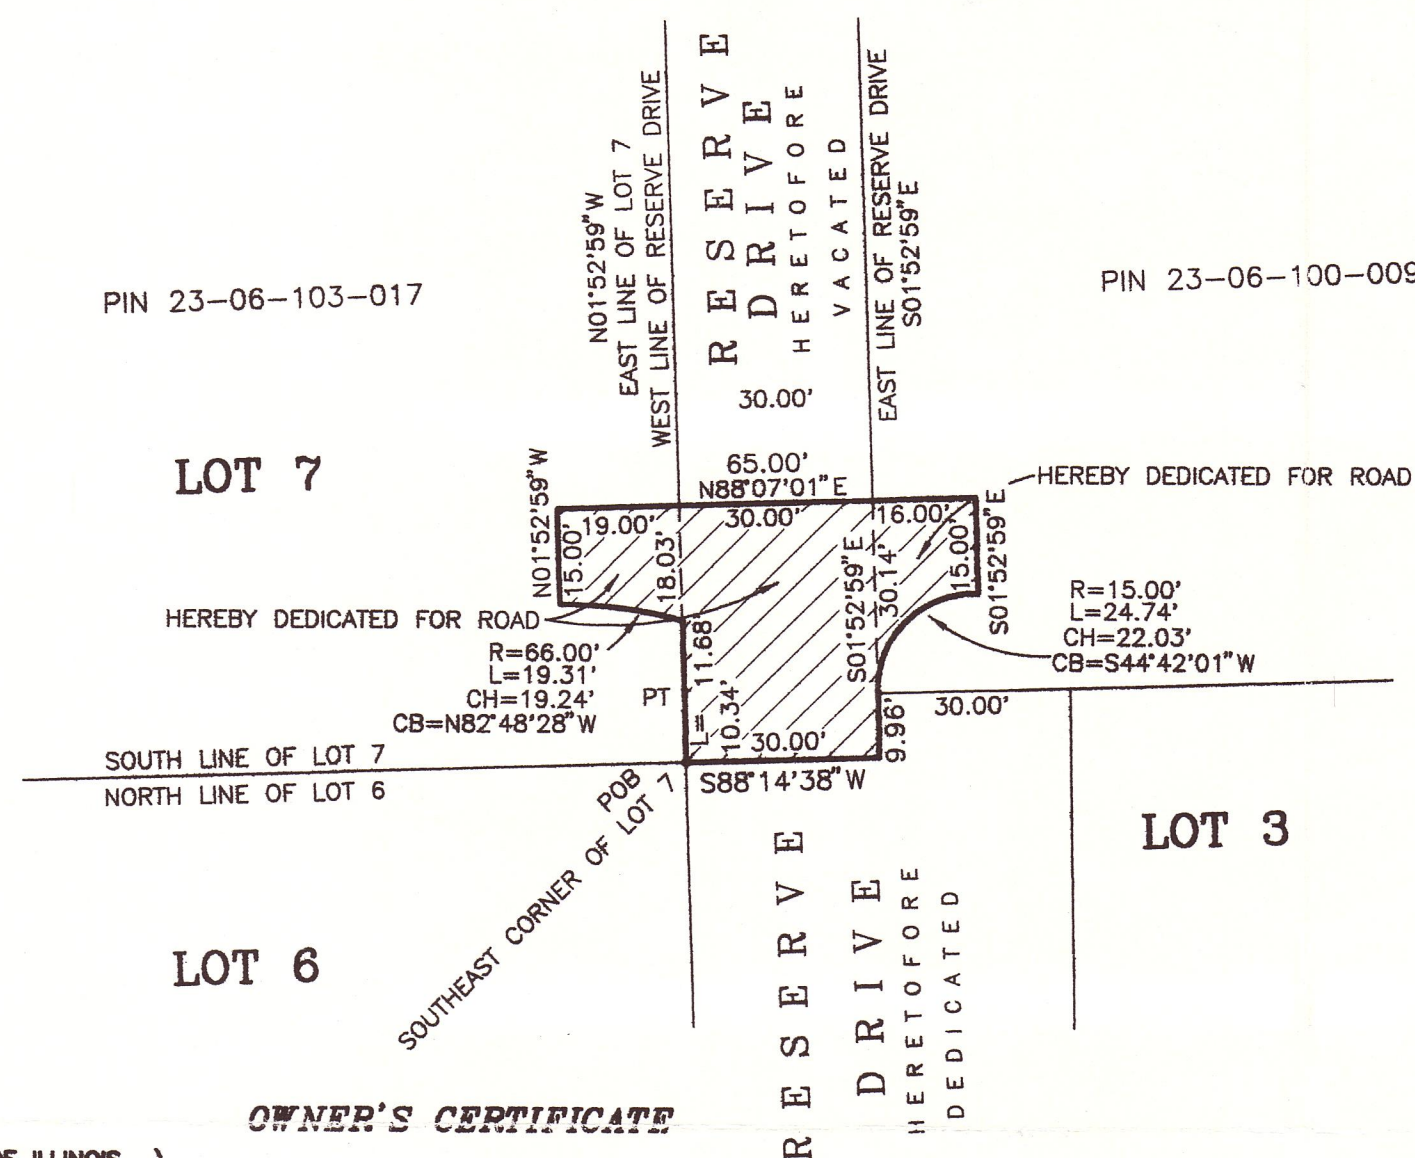 RESERVE
DRIVE
HERETOFORE
VACATED
N01°52'59"W
EAST LINE OF LOT 7
WEST LINE OF RESERVE DRIVE
EAST LINE OF RESERVE DRIVE
S01°52'59"E
PIN 23-06-103-017
PIN 23-06-100-009
30.00'
LOT 7
65.00'
N88°07'01"E
HEREBY DEDICATED FOR ROAD
N01°52'59"W
15.00'
19.00'
30.00'
16.00'
18.03'
S01°52'59"E
30.14'
15.00'
S01°52'59"E
HEREBY DEDICATED FOR ROAD
R=66.00'
L=19.31'
CH=19.24'
CB=N82°48'28"W
R=15.00'
L=24.74'
CH=22.03'
CB=S44°42'01"W
11.68'
PT
L=
10.34'
30.00'
9.96'
30.00'
SOUTH LINE OF LOT 7
NORTH LINE OF LOT 6
POB
SOUTHEAST CORNER OF LOT 7
S88°14'38"W
LOT 3
LOT 6
RESERVE
DRIVE
HERETOFORE
DEDICATED
OWNER'S CERTIFICATE
OF ILLINOIS )